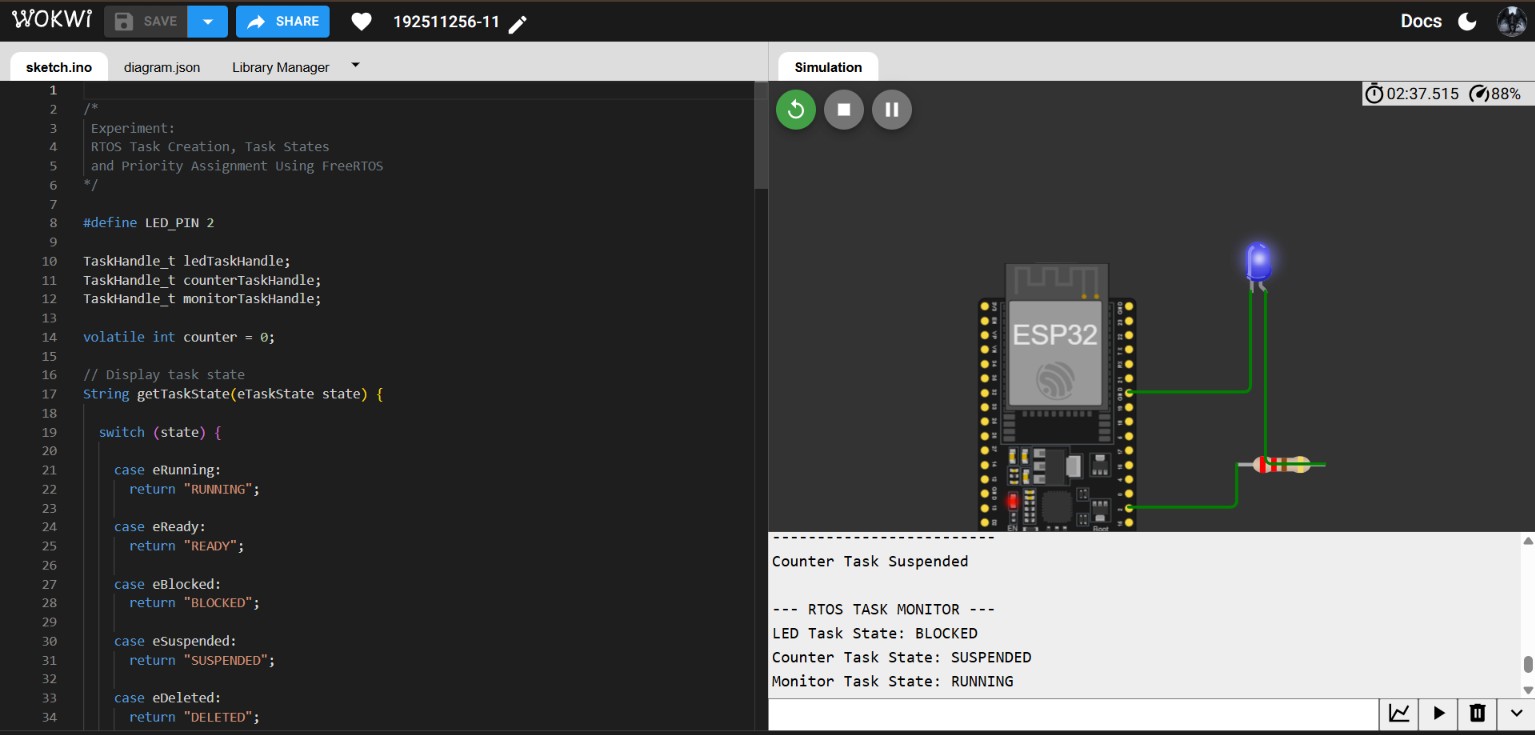 WOKWI SAVE SHARE 192511256-11 Docs
sketch.ino diagram.json Library Manager
Simulation
02:37.515 88%
1
2 /*
3 Experiment:
4 RTOS Task Creation, Task States
5 and Priority Assignment Using FreeRTOS
6 */
7
8 #define LED_PIN 2
9
10 TaskHandle_t ledTaskHandle;
11 TaskHandle_t counterTaskHandle;
12 TaskHandle_t monitorTaskHandle;
13
14 volatile int counter = 0;
15
16 // Display task state
17 String getTaskState(eTaskState state) {
18
19 switch (state) {
20
21 case eRunning:
22 return "RUNNING";
23
24 case eReady:
25 return "READY";
26
27 case eBlocked:
28 return "BLOCKED";
29
30 case eSuspended:
31 return "SUSPENDED";
32
33 case eDeleted:
34 return "DELETED";
ESP32
EN
Boot
-------------------------
Counter Task Suspended
--- RTOS TASK MONITOR ---
LED Task State: BLOCKED
Counter Task State: SUSPENDED
Monitor Task State: RUNNING